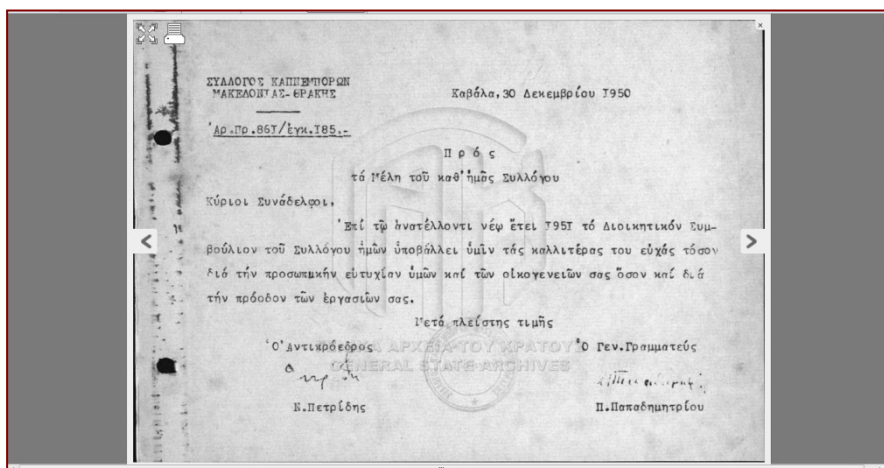 ΣΥΛΛΟΓΟΣ ΚΑΠΝΕΜΠΟΡΩΝ
ΜΑΚΕΔΟΝΙΑΣ-ΘΡΑΚΗΣ
Καβάλα,30 Δεκεμβρίου 1950
Ἀρ.Πρ.861/ἐγκ.185.-
Πρός
τά Μέλη τοῦ καθ'ἡμᾶς Συλλόγου
Κύριοι Συνάδελφοι,
Ἐπί τῷ ἀνατέλλοντι νέῳ ἔτει 1951 τό Διοικητικόν Συμ-
βούλιον τοῦ Συλλόγου ἡμῶν ὑποβάλλει ὑμῖν τάς καλλιτέρας του εὐχάς τόσον
διά τήν προσωπικήν εὐτυχίαν ὑμῶν καί τῶν οἰκογενειῶν σας ὅσον καί διά
τήν πρόοδον τῶν ἐργασιῶν σας.
Μετά πλείστης τιμῆς
Ὁ Ἀντιπρόεδρος
Ὁ Γεν.Γραμματεύς
ΓΕΝΙΚΑ ΑΡΧΕΙΑ ΤΟΥ ΚΡΑΤΟΥΣ
GENERAL STATE ARCHIVES
Ν.Πετρίδης
Π.Παπαδημητρίου